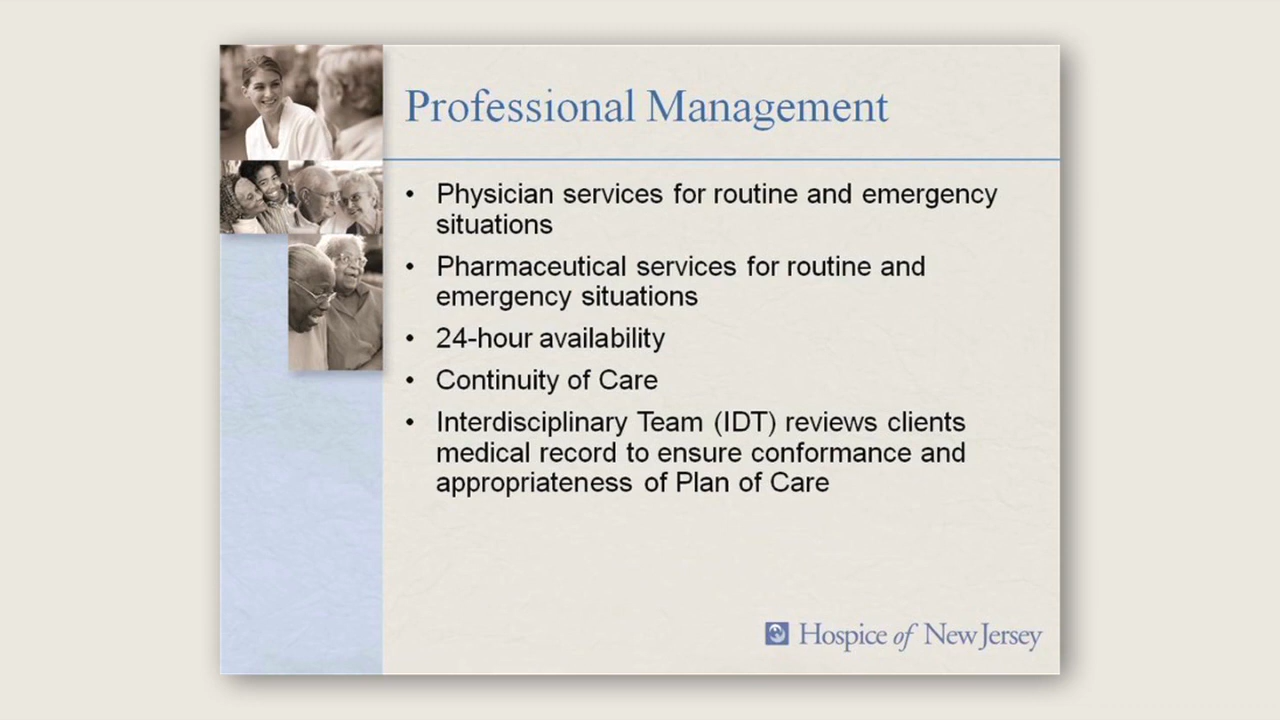 Professional Management
• Physician services for routine and emergency
situations
• Pharmaceutical services for routine and
emergency situations
• 24-hour availability
• Continuity of Care
• Interdisciplinary Team (IDT) reviews clients
medical record to ensure conformance and
appropriateness of Plan of Care
Hospice of New Jersey